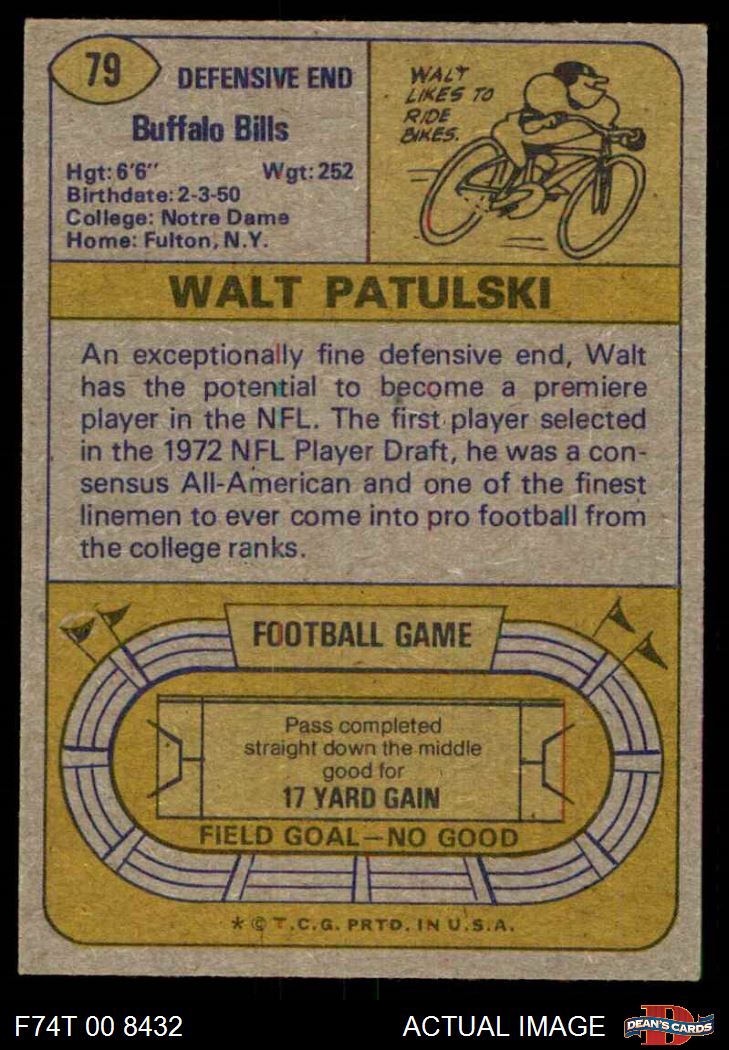 79
DEFENSIVE END
Buffalo Bills
Hgt: 6'6" Wgt: 252
Birthdate: 2-3-50
College: Notre Dame
Home: Fulton, N.Y.
WALT
LIKES TO
RIDE
BIKES.
WALT PATULSKI
An exceptionally fine defensive end, Walt
has the potential to become a premiere
player in the NFL. The first player selected
in the 1972 NFL Player Draft, he was a con-
sensus All-American and one of the finest
linemen to ever come into pro football from
the college ranks.
FOOTBALL GAME
Pass completed
straight down the middle
good for
17 YARD GAIN
FIELD GOAL—NO GOOD
* © T.C.G. PRTD. IN U.S.A.
F74T 00 8432
ACTUAL IMAGE
D
DEAN'S CARDS